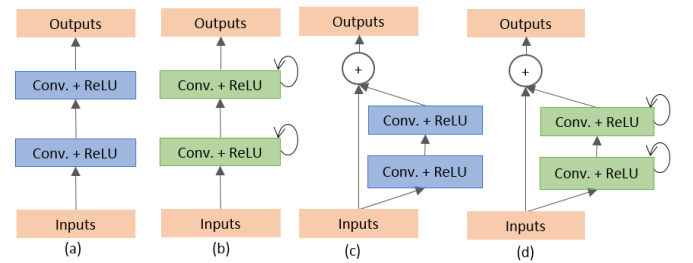 Outputs
Conv. + ReLU
Conv. + ReLU
Inputs
(a)
Outputs
Conv. + ReLU
Conv. + ReLU
Inputs
(b)
Outputs
+
Conv. + ReLU
Conv. + ReLU
Inputs
(c)
Outputs
+
Conv. + ReLU
Conv. + ReLU
Inputs
(d)